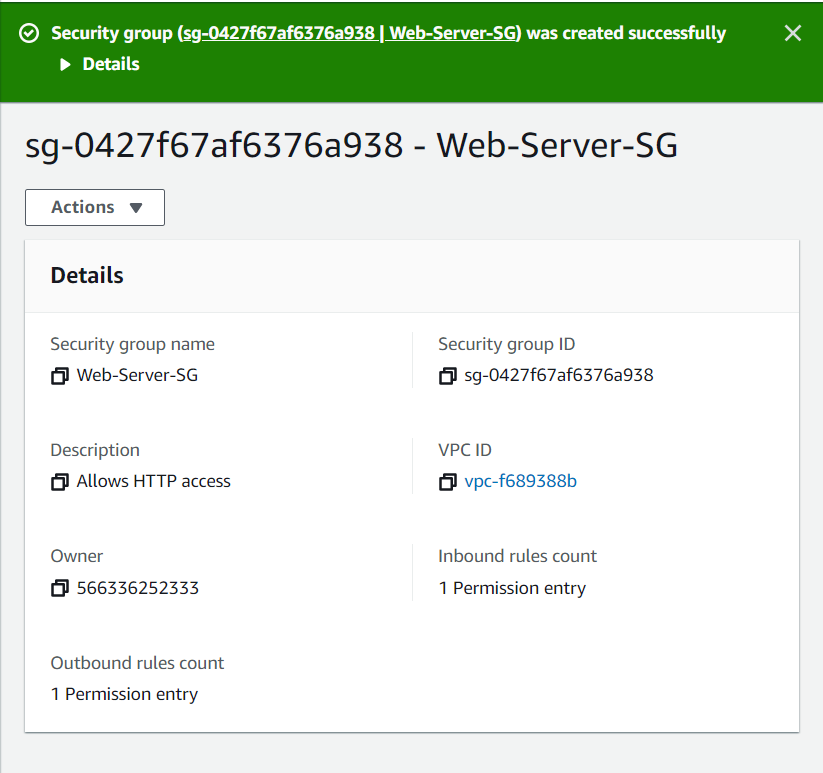 Security group (sg-0427f67af6376a938 | Web-Server-SG) was created successfully
Details
sg-0427f67af6376a938 - Web-Server-SG
Actions
Details
Security group name
Web-Server-SG
Security group ID
sg-0427f67af6376a938
Description
Allows HTTP access
VPC ID
vpc-f689388b
Owner
566336252333
Inbound rules count
1 Permission entry
Outbound rules count
1 Permission entry